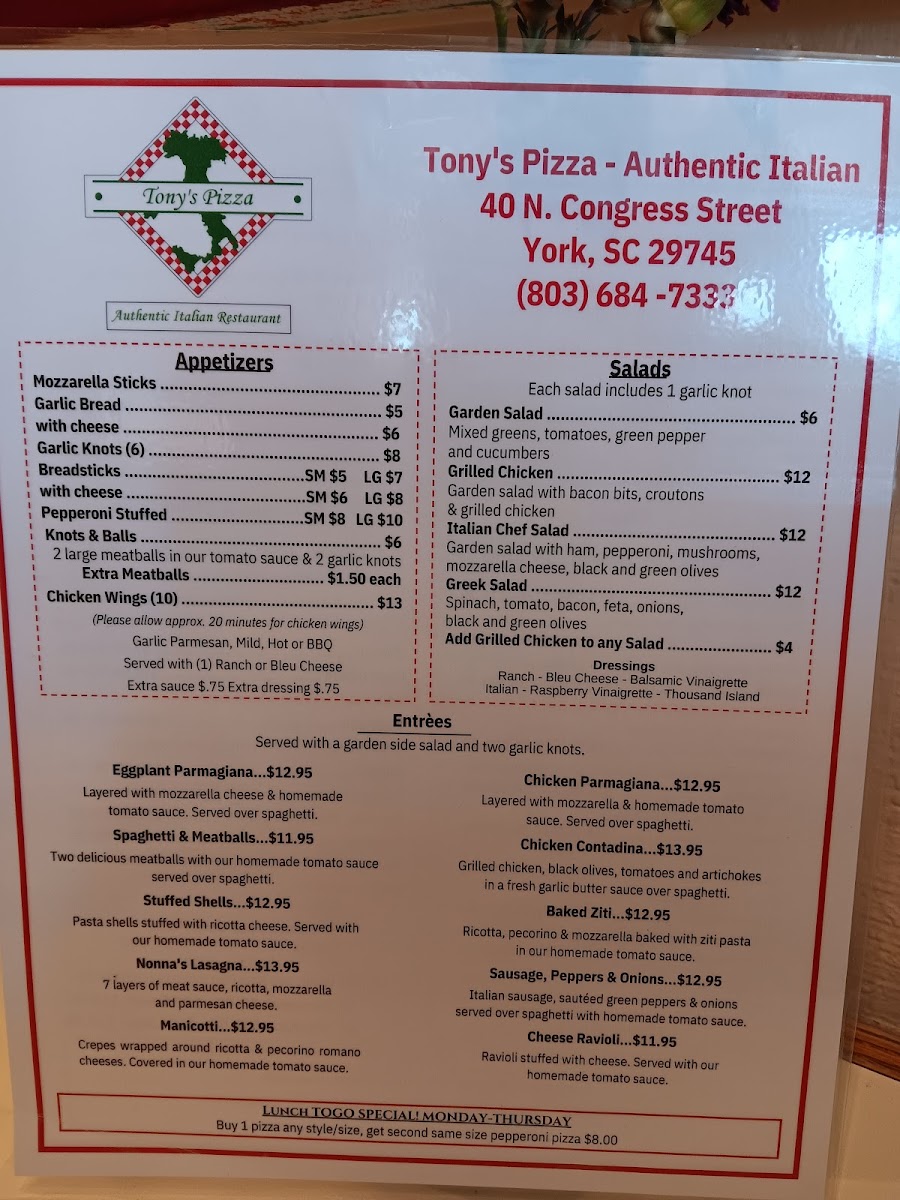 Tony's Pizza
Authentic Italian Restaurant
Tony's Pizza - Authentic Italian
40 N. Congress Street
York, SC 29745
(803) 684 -7333
Appetizers
Mozzarella Sticks ........................................ $7
Garlic Bread ............................................... $5
with cheese ............................................... $6
Garlic Knots (6) .......................................... $8
Breadsticks .................................SM $5 LG $7
with cheese .................................SM $6 LG $8
Pepperoni Stuffed ........................SM $8 LG $10
Knots & Balls ............................................ $6
2 large meatballs in our tomato sauce & 2 garlic knots
Extra Meatballs ........................ $1.50 each
Chicken Wings (10) ................................... $13
(Please allow approx. 20 minutes for chicken wings)
Garlic Parmesan, Mild, Hot or BBQ
Served with (1) Ranch or Bleu Cheese
Extra sauce $.75 Extra dressing $.75
Salads
Each salad includes 1 garlic knot
Garden Salad .............................................. $6
Mixed greens, tomatoes, green pepper
and cucumbers
Grilled Chicken ......................................... $12
Garden salad with bacon bits, croutons
& grilled chicken
Italian Chef Salad ..................................... $12
Garden salad with ham, pepperoni, mushrooms,
mozzarella cheese, black and green olives
Greek Salad ............................................. $12
Spinach, tomato, bacon, feta, onions,
black and green olives
Add Grilled Chicken to any Salad ................... $4
Dressings
Ranch - Bleu Cheese - Balsamic Vinaigrette
Italian - Raspberry Vinaigrette - Thousand Island
Entrèes
Served with a garden side salad and two garlic knots.
Eggplant Parmagiana...$12.95
Layered with mozzarella cheese & homemade
tomato sauce. Served over spaghetti.
Spaghetti & Meatballs...$11.95
Two delicious meatballs with our homemade tomato sauce
served over spaghetti.
Stuffed Shells...$12.95
Pasta shells stuffed with ricotta cheese. Served with
our homemade tomato sauce.
Nonna's Lasagna...$13.95
7 layers of meat sauce, ricotta, mozzarella
and parmesan cheese.
Manicotti...$12.95
Crepes wrapped around ricotta & pecorino romano
cheeses. Covered in our homemade tomato sauce.
Chicken Parmagiana...$12.95
Layered with mozzarella & homemade tomato
sauce. Served over spaghetti.
Chicken Contadina...$13.95
Grilled chicken, black olives, tomatoes and artichokes
in a fresh garlic butter sauce over spaghetti.
Baked Ziti...$12.95
Ricotta, pecorino & mozzarella baked with ziti pasta
in our homemade tomato sauce.
Sausage, Peppers & Onions...$12.95
Italian sausage, sautéed green peppers & onions
served over spaghetti with homemade tomato sauce.
Cheese Ravioli...$11.95
Ravioli stuffed with cheese. Served with our
homemade tomato sauce.
Lunch TOGO SPECIAL! MONDAY-THURSDAY
Buy 1 pizza any style/size, get second same size pepperoni pizza $8.00